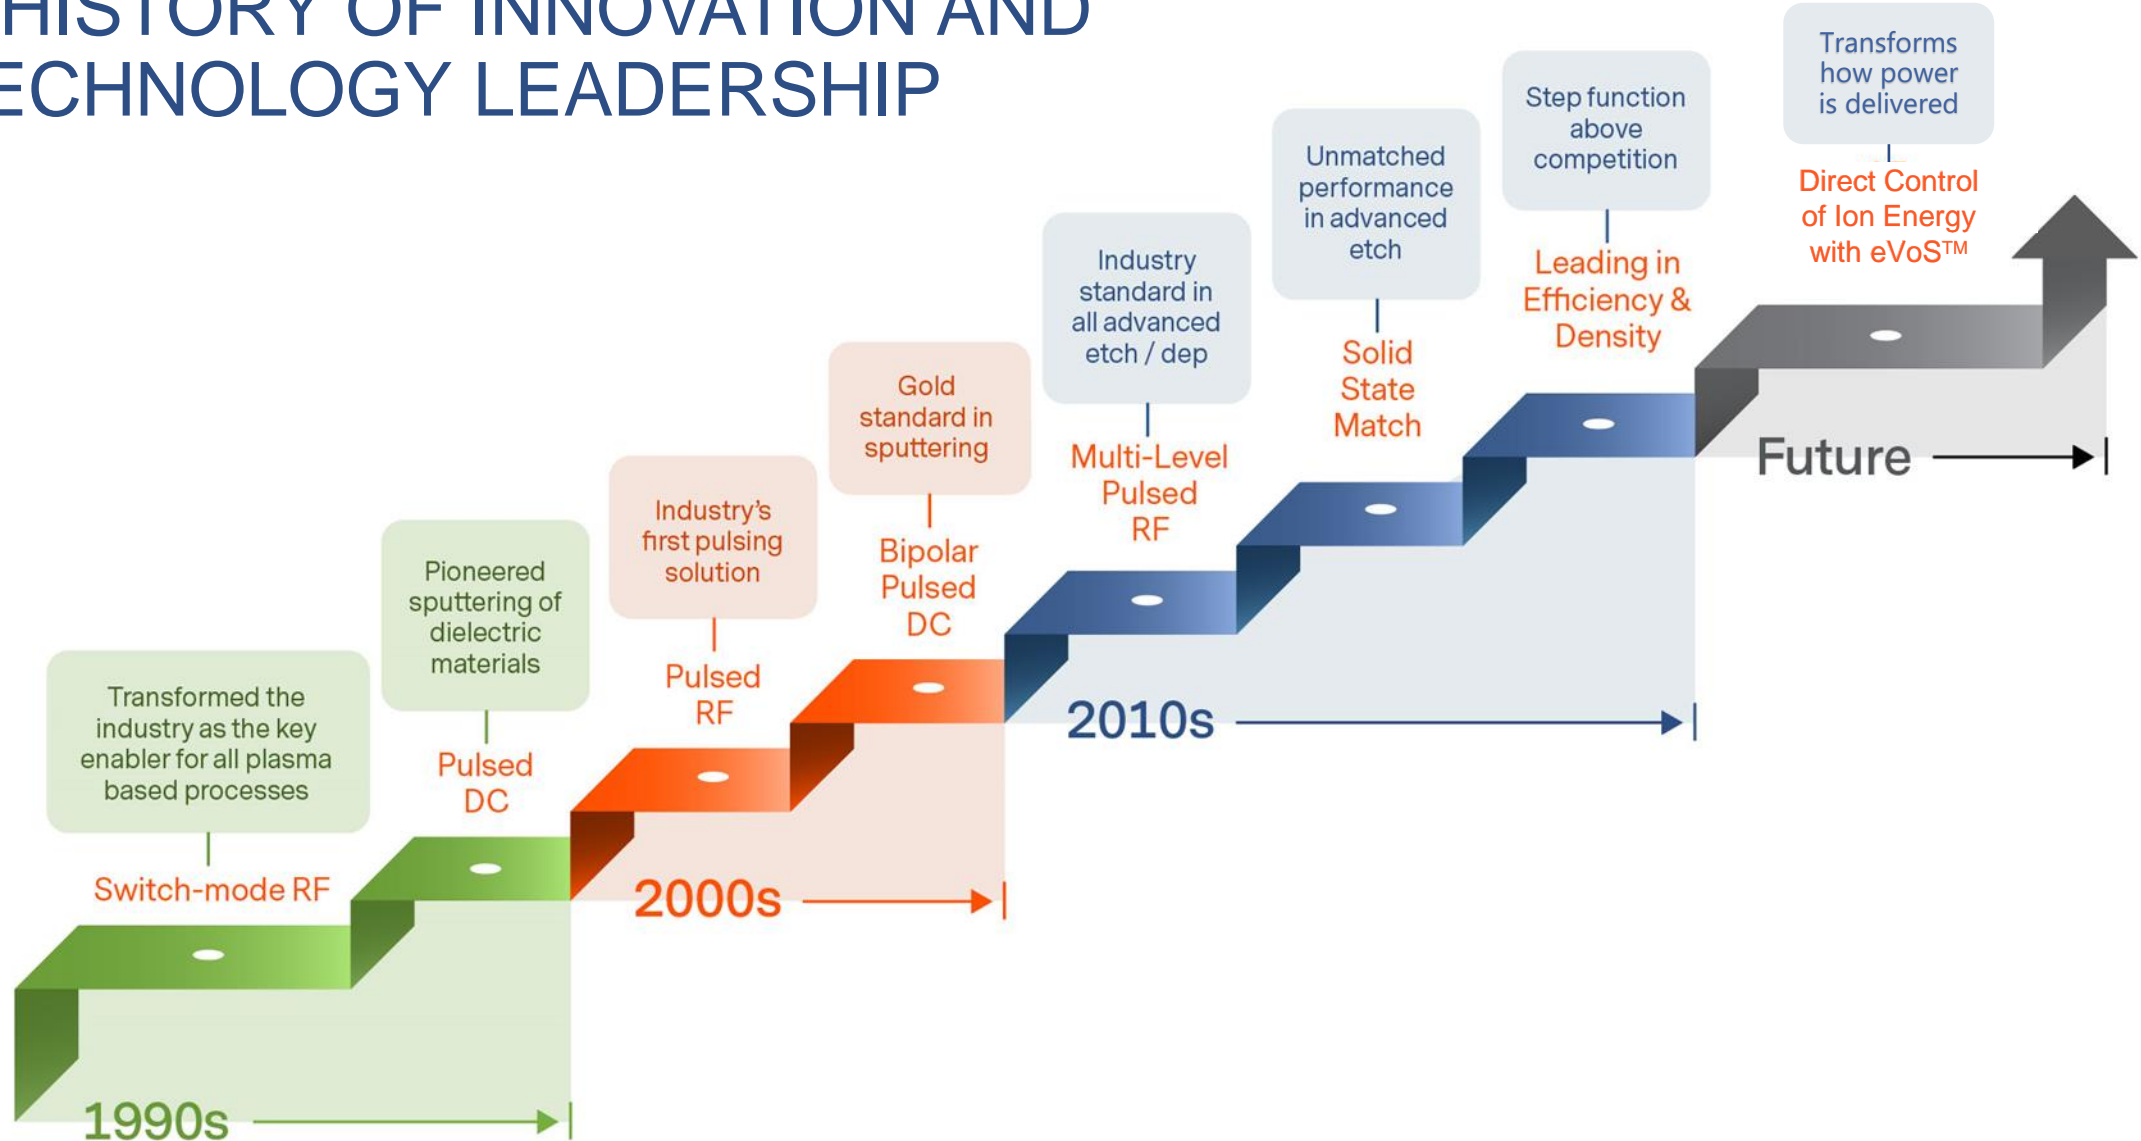 HISTORY OF INNOVATION AND
ECHNOLOGY LEADERSHIP
Transformed the
industry as the key
enabler for all plasma
based processes
Switch-mode RF
Pioneered
sputtering of
dielectric
materials
Pulsed
DC
1990s
Industry's
first pulsing
solution
Pulsed
RF
Gold
standard in
sputtering
Bipolar
Pulsed
DC
2000s
Industry
standard in
all advanced
etch / dep
Multi-Level
Pulsed
RF
Unmatched
performance
in advanced
etch
Solid
State
Match
Step function
above
competition
Leading in
Efficiency &
Density
2010s
Transforms
how power
is delivered
Direct Control
of Ion Energy
with eVoS™
Future